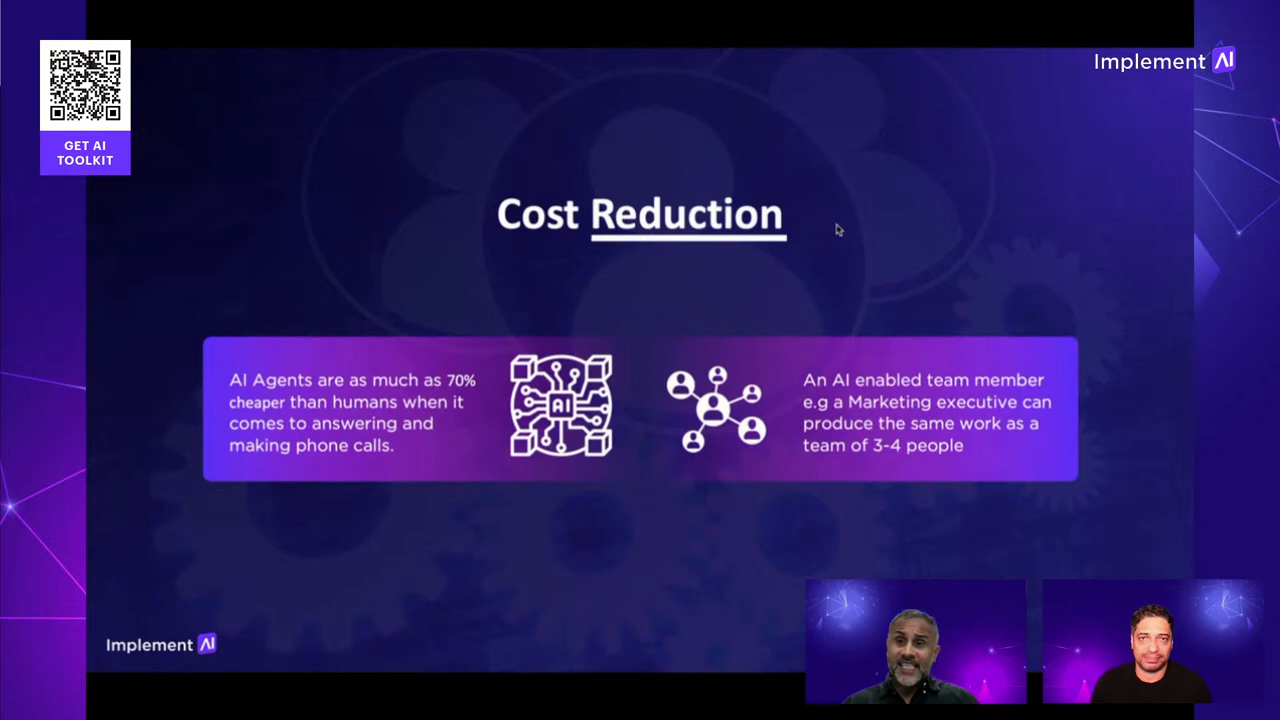 GET AI
TOOLKIT
Implement AI
Cost Reduction
AI Agents are as much as 70%
cheaper than humans when it
comes to answering and
making phone calls.
AI
An AI enabled team member
e.g a Marketing executive can
produce the same work as a
team of 3-4 people
Implement AI